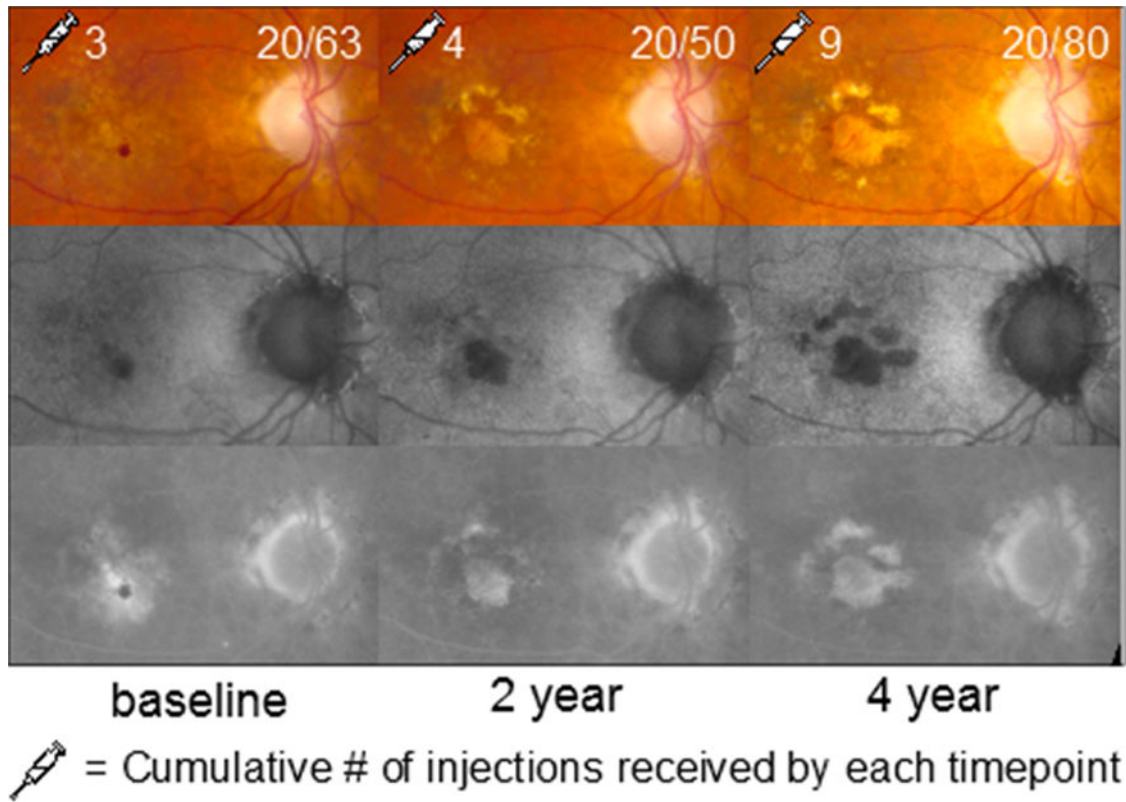 3 20/63 4 20/50 9 20/80
baseline 2 year 4 year
= Cumulative # of injections received by each timepoint